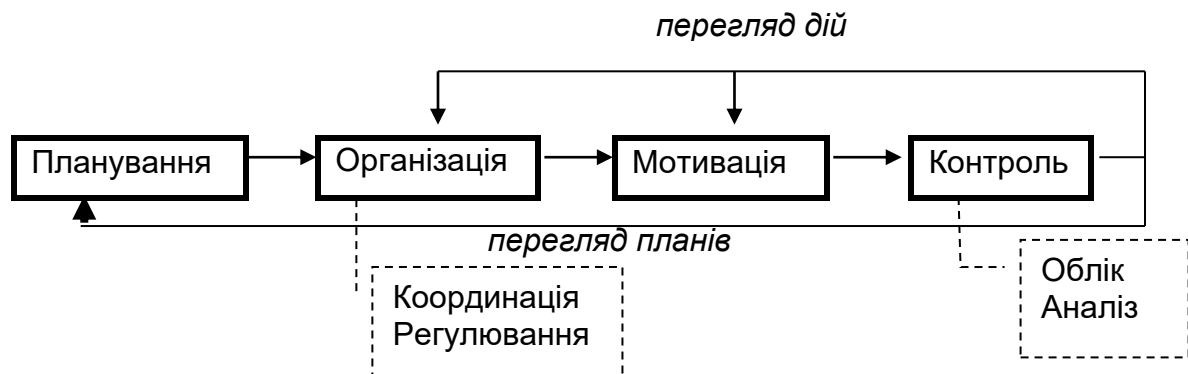 перегляд дій
Планування
Організація
Мотивація
Контроль
перегляд планів
Координація
Регулювання
Облік
Аналіз